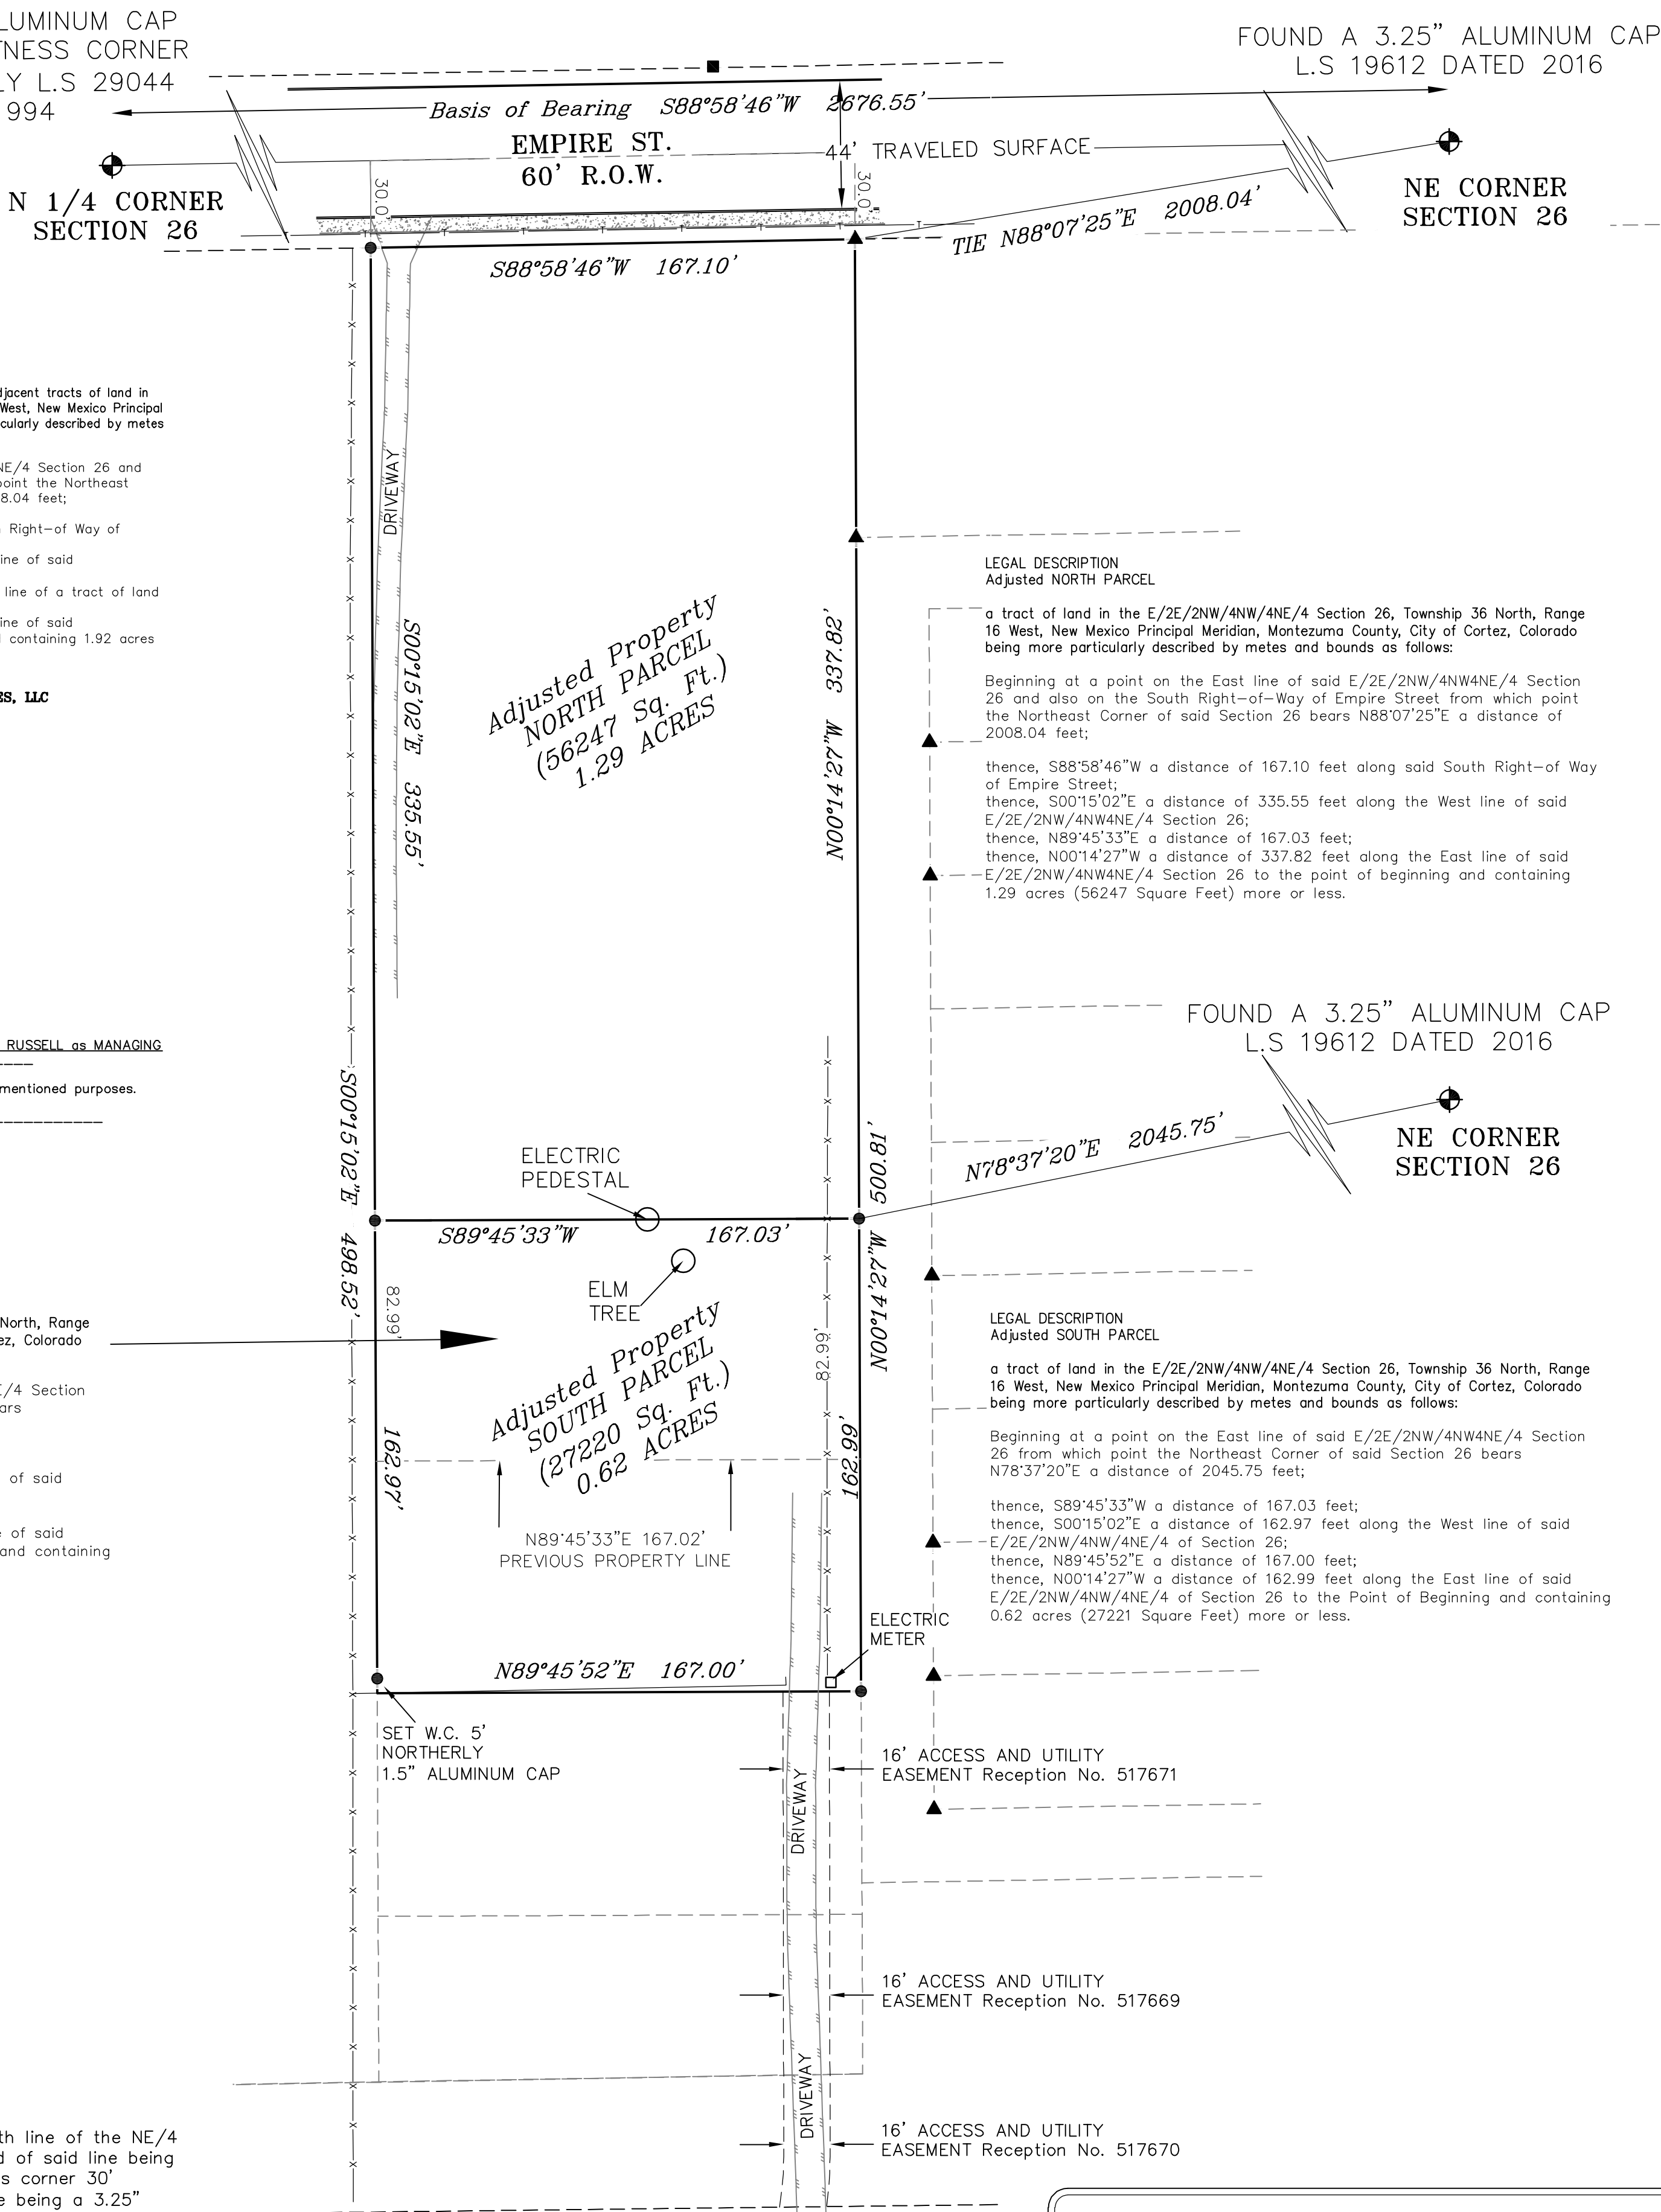 LUMINUM CAP
TNESS CORNER
LY L.S 29044
994
FOUND A 3.25" ALUMINUM CAP
L.S 19612 DATED 2016
Basis of Bearing S88°58'46"W 2676.55'
EMPIRE ST.
60' R.O.W.
44' TRAVELED SURFACE
30.0'
30.0'
N 1/4 CORNER
SECTION 26
NE CORNER
SECTION 26
TIE N88°07'25"E 2008.04'
S88°58'46"W 167.10'
djacent tracts of land in
West, New Mexico Principal
icularly described by metes
NE/4 Section 26 and
point the Northeast
8.04 feet;
Right-of Way of
line of said
line of a tract of land
line of said
containing 1.92 acres
ES, LLC
DRIVEWAY
S00°15'02"E 335.55'
Adjusted Property
NORTH PARCEL
(56247 Sq. Ft.)
1.29 ACRES
N00°14'27"W 337.82'
LEGAL DESCRIPTION
Adjusted NORTH PARCEL
a tract of land in the E/2E/2NW/4NW/4NE/4 Section 26, Township 36 North, Range
16 West, New Mexico Principal Meridian, Montezuma County, City of Cortez, Colorado
being more particularly described by metes and bounds as follows:
Beginning at a point on the East line of said E/2E/2NW/4NW4NE/4 Section
26 and also on the South Right-of-Way of Empire Street from which point
the Northeast Corner of said Section 26 bears N88°07'25"E a distance of
2008.04 feet;
thence, S88°58'46"W a distance of 167.10 feet along said South Right-of Way
of Empire Street;
thence, S00°15'02"E a distance of 335.55 feet along the West line of said
E/2E/2NW/4NW4NE/4 Section 26;
thence, N89°45'33"E a distance of 167.03 feet;
thence, N00°14'27"W a distance of 337.82 feet along the East line of said
E/2E/2NW/4NW4NE/4 Section 26 to the point of beginning and containing
1.29 acres (56247 Square Feet) more or less.
RUSSELL as MANAGING
mentioned purposes.
FOUND A 3.25" ALUMINUM CAP
L.S 19612 DATED 2016
NE CORNER
SECTION 26
N78°37'20"E 2045.75'
S00°15'02"E 498.52'
N00°14'27"W 500.81'
ELECTRIC
PEDESTAL
S89°45'33"W 167.03'
ELM
TREE
82.99'
82.99'
North, Range
ez, Colorado
E/4 Section
ars
of said
e of said
and containing
Adjusted Property
SOUTH PARCEL
(27220 Sq. Ft.)
0.62 ACRES
162.97'
162.99'
N89°45'33"E 167.02'
PREVIOUS PROPERTY LINE
LEGAL DESCRIPTION
Adjusted SOUTH PARCEL
a tract of land in the E/2E/2NW/4NW/4NE/4 Section 26, Township 36 North, Range
16 West, New Mexico Principal Meridian, Montezuma County, City of Cortez, Colorado
being more particularly described by metes and bounds as follows:
Beginning at a point on the East line of said E/2E/2NW/4NW4NE/4 Section
26 from which point the Northeast Corner of said Section 26 bears
N78°37'20"E a distance of 2045.75 feet;
thence, S89°45'33"W a distance of 167.03 feet;
thence, S00°15'02"E a distance of 162.97 feet along the West line of said
E/2E/2NW/4NW/4NE/4 of Section 26;
thence, N89°45'52"E a distance of 167.00 feet;
thence, N00°14'27"W a distance of 162.99 feet along the East line of said
E/2E/2NW/4NW/4NE/4 of Section 26 to the Point of Beginning and containing
0.62 acres (27221 Square Feet) more or less.
ELECTRIC
METER
N89°45'52"E 167.00'
SET W.C. 5'
NORTHERLY
1.5" ALUMINUM CAP
DRIVEWAY
16' ACCESS AND UTILITY
EASEMENT Reception No. 517671
16' ACCESS AND UTILITY
EASEMENT Reception No. 517669
DRIVEWAY
16' ACCESS AND UTILITY
EASEMENT Reception No. 517670
th line of the NE/4
d of said line being
s corner 30'
e being a 3.25"